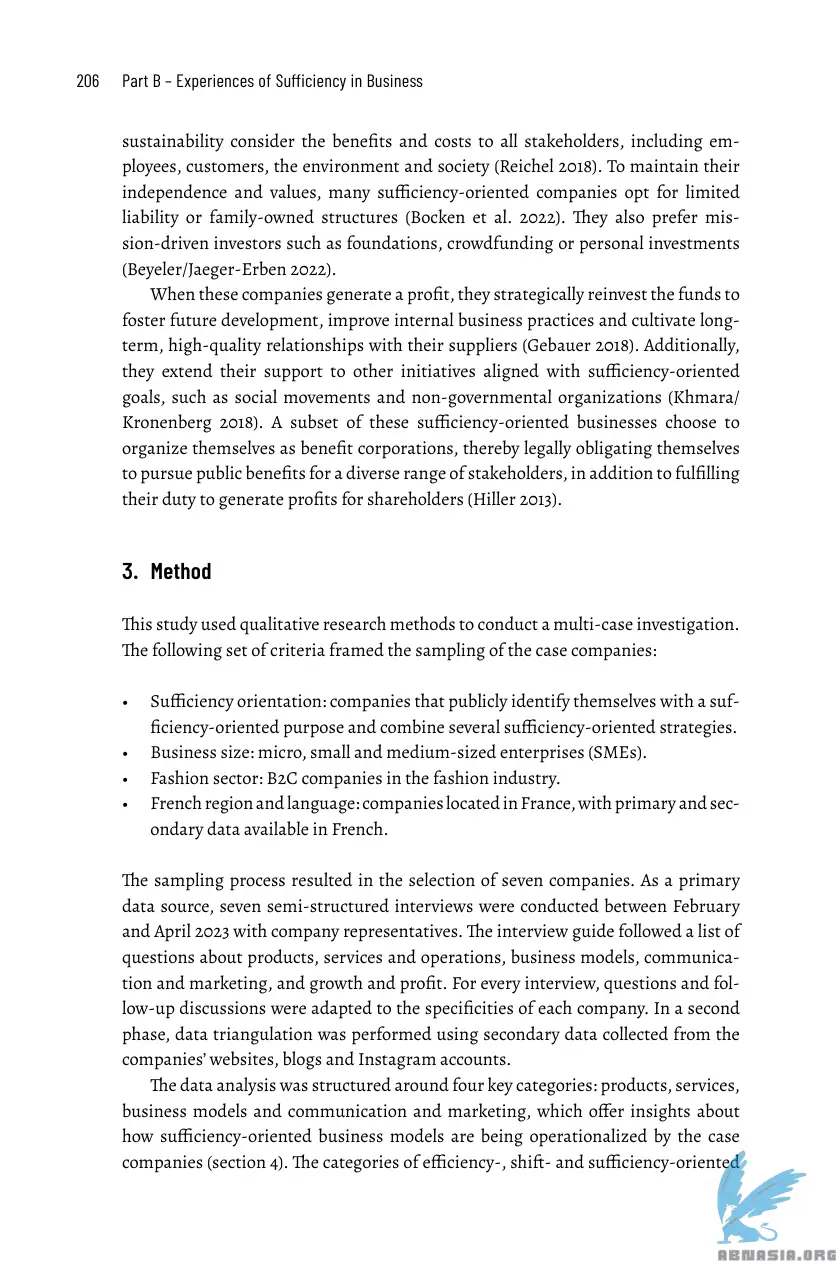 206 Part B – Experiences of Sufficiency in Business
sustainability consider the benefits and costs to all stakeholders, including em-
ployees, customers, the environment and society (Reichel 2018). To maintain their
independence and values, many sufficiency-oriented companies opt for limited
liability or family-owned structures (Bocken et al. 2022). They also prefer mis-
sion-driven investors such as foundations, crowdfunding or personal investments
(Beyeler/Jaeger-Erben 2022).
When these companies generate a profit, they strategically reinvest the funds to
foster future development, improve internal business practices and cultivate long-
term, high-quality relationships with their suppliers (Gebauer 2018). Additionally,
they extend their support to other initiatives aligned with sufficiency-oriented
goals, such as social movements and non-governmental organizations (Khmara/
Kronenberg 2018). A subset of these sufficiency-oriented businesses choose to
organize themselves as benefit corporations, thereby legally obligating themselves
to pursue public benefits for a diverse range of stakeholders, in addition to fulfilling
their duty to generate profits for shareholders (Hiller 2013).
3. Method
This study used qualitative research methods to conduct a multi-case investigation.
The following set of criteria framed the sampling of the case companies:
• Sufficiency orientation: companies that publicly identify themselves with a suf-
ficiency-oriented purpose and combine several sufficiency-oriented strategies.
• Business size: micro, small and medium-sized enterprises (SMEs).
• Fashion sector: B2C companies in the fashion industry.
• French region and language: companies located in France, with primary and sec-
ondary data available in French.
The sampling process resulted in the selection of seven companies. As a primary
data source, seven semi-structured interviews were conducted between February
and April 2023 with company representatives. The interview guide followed a list of
questions about products, services and operations, business models, communica-
tion and marketing, and growth and profit. For every interview, questions and fol-
low-up discussions were adapted to the specificities of each company. In a second
phase, data triangulation was performed using secondary data collected from the
companies’ websites, blogs and Instagram accounts.
The data analysis was structured around four key categories: products, services,
business models and communication and marketing, which offer insights about
how sufficiency-oriented business models are being operationalized by the case
companies (section 4). The categories of efficiency-, shift- and sufficiency-oriented
ABNASIA.ORG